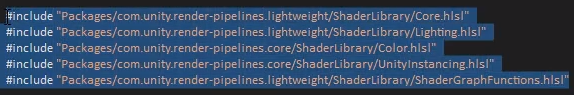 #include "Packages/com.unity.render-pipelines.lightweight/ShaderLibrary/Core.hlsl"
#include "Packages/com.unity.render-pipelines.lightweight/ShaderLibrary/Lighting.hlsl"
#include "Packages/com.unity.render-pipelines.core/ShaderLibrary/Color.hlsl"
#include "Packages/com.unity.render-pipelines.core/ShaderLibrary/UnityInstancing.hlsl"
#include "Packages/com.unity.render-pipelines.lightweight/ShaderLibrary/ShaderGraphFunctions.hlsl"